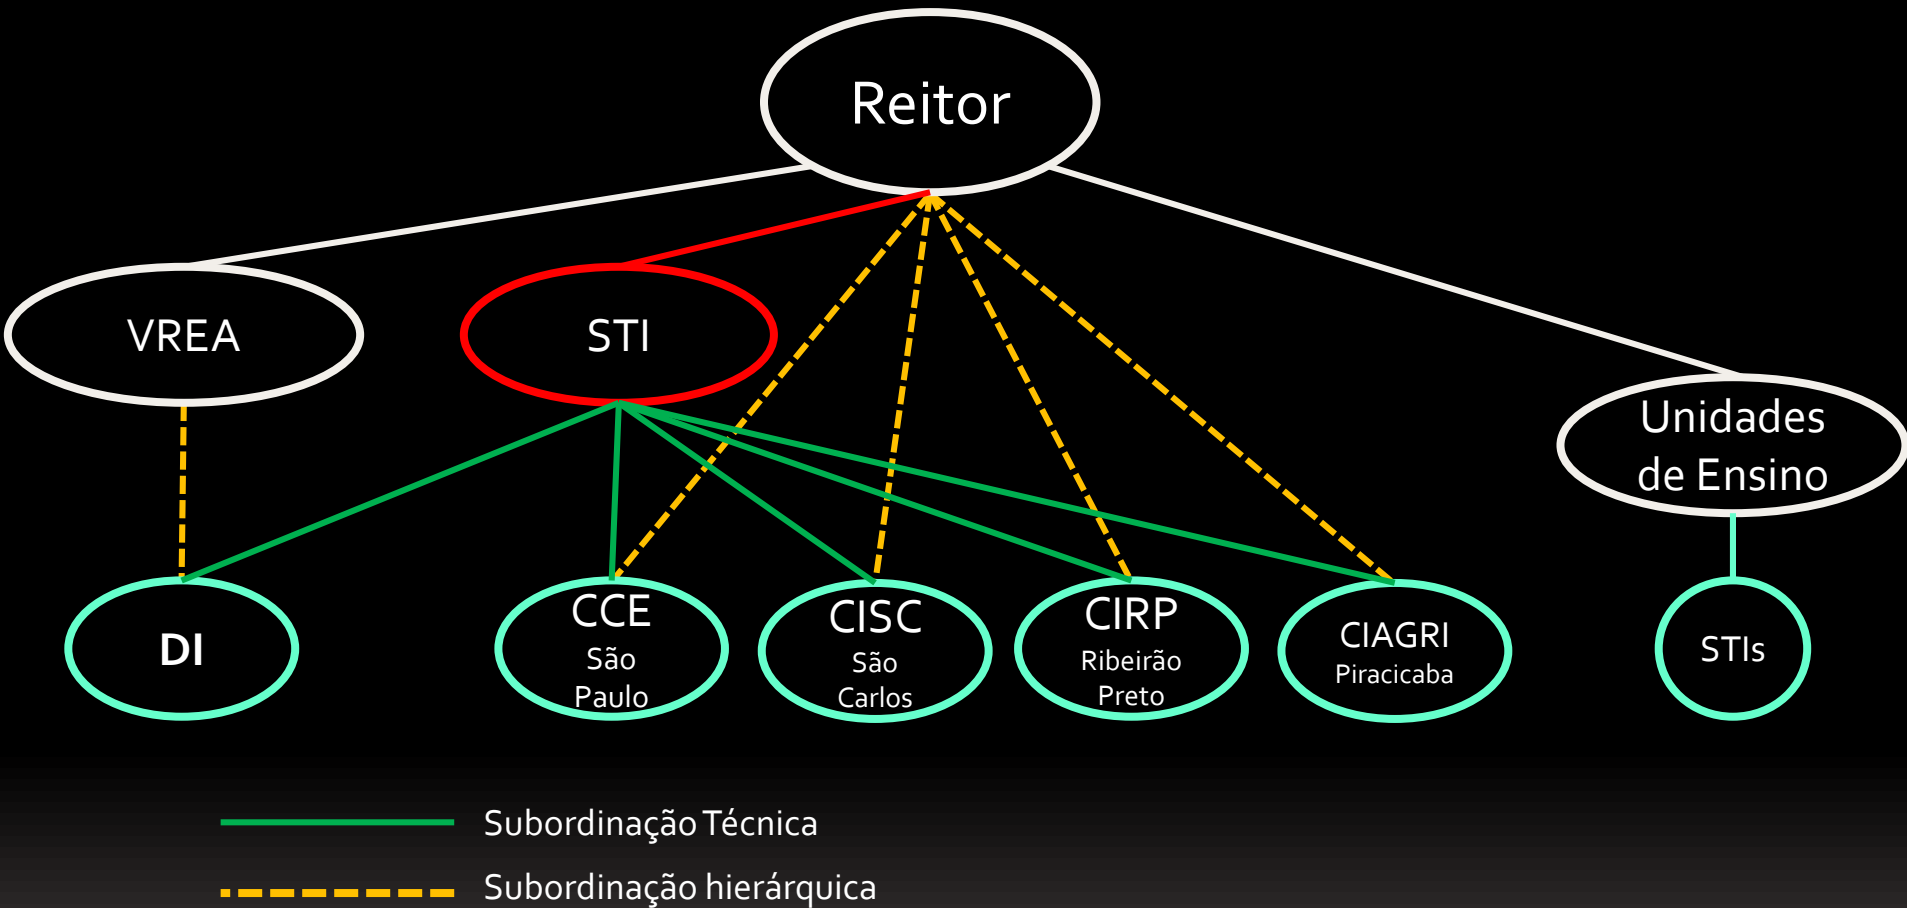 Reitor
VREA
STI
Unidades
de Ensino
DI
CCE
São
Paulo
CISC
São
Carlos
CIRP
Ribeirão
Preto
CIAGRI
Piracicaba
STIs
Subordinação Técnica
Subordinação hierárquica